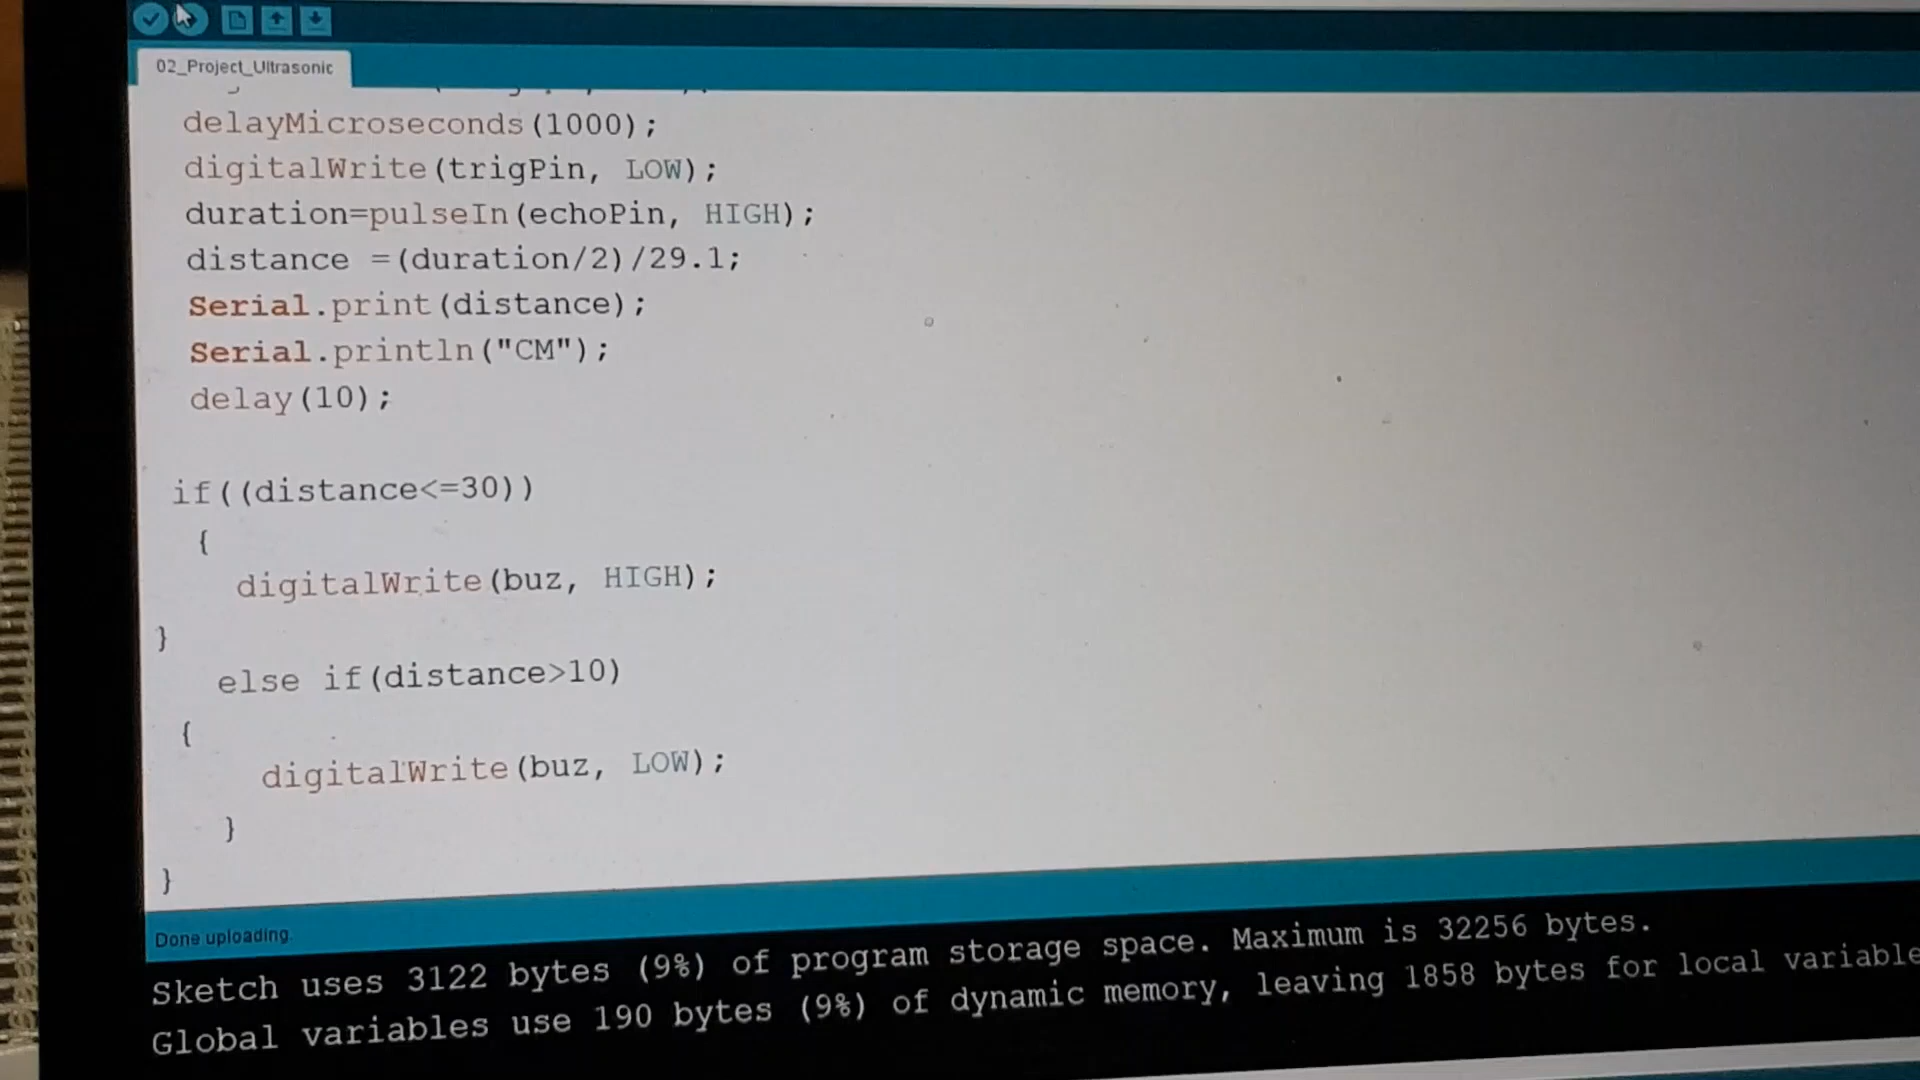 02_Project_Ultrasonic
delayMicroseconds(1000);
digitalWrite(trigPin, LOW);
duration=pulseIn(echoPin, HIGH);
distance =(duration/2)/29.1;
Serial.print(distance);
Serial.println("CM");
delay(10);
if((distance<=30))
{
digitalWrite(buz, HIGH);
}
else if(distance>10)
{
digitalWrite(buz, LOW);
}
}
Done uploading.
Sketch uses 3122 bytes (9%) of program storage space. Maximum is 32256 bytes.
Global variables use 190 bytes (9%) of dynamic memory, leaving 1858 bytes for local variable